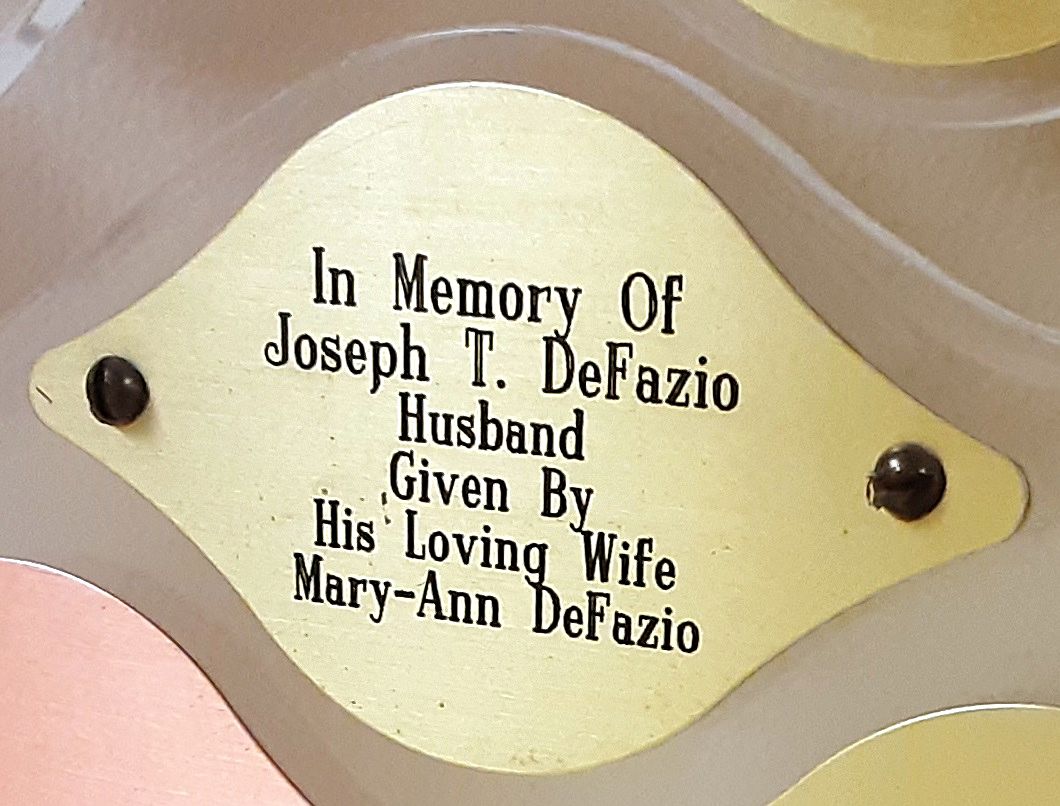 In Memory Of
Joseph T. DeFazio
Husband
Given By
His Loving Wife
Mary-Ann DeFazio